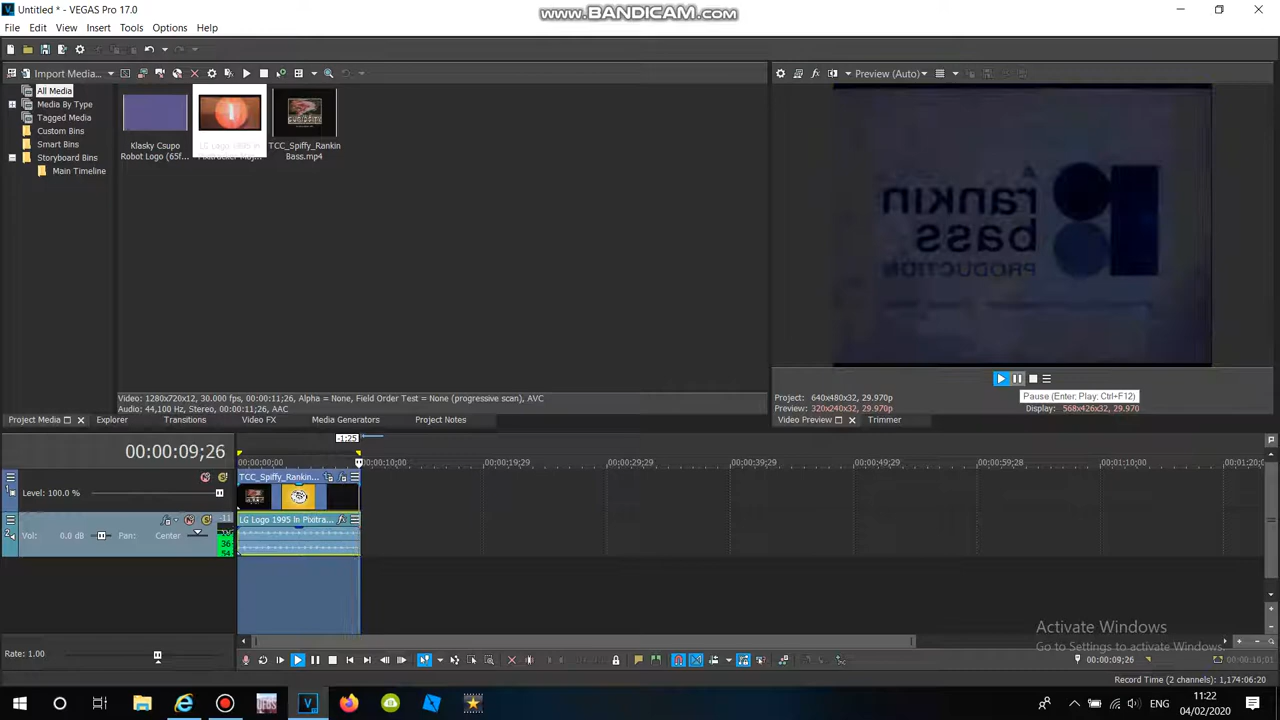 Untitled * - VEGAS Pro 17.0
www.BANDICAM.com
File Edit View Insert Tools Options Help
Import Media...
Preview (Auto)
All Media
Media By Type
Tagged Media
Custom Bins
Smart Bins
Storyboard Bins
Main Timeline
Klasky Csupo
Robot Logo (65f...
LG Logo 1995 In
TCC_Spiffy_Rankin
Bass.mp4
A
rankin
bass
PRODUCTION
Video: 1280x720x12, 30.000 fps, 00:00:11;26, Alpha = None, Field Order Test = None (progressive scan), AVC
Audio: 44,100 Hz, Stereo, 00:00:11;26, AAC
Project: 640x480x32, 29.970p
Preview: 320x240x32, 29.970p
Pause (Enter; Play, Ctrl+F12)
Display: 568x426x32, 29.970
Project Media
Explorer
Transitions
Video FX
Media Generators
Project Notes
Video Preview
Trimmer
00:00:09;26
-1:25
00:00:00;00
00:00:10;00
00:00:19;29
00:00:29;29
00:00:39;29
00:00:49;29
00:00:59;28
00:01:10;00
00:01:20;0
TCC_Spiffy_Rankin...
Level: 100.0 %
LG Logo 1995 In Pixitra...
Vol: 0.0 dB Pan: Center
-11
36
54
Rate: 1.00
Activate Windows
Go to Settings to activate Windows.
00:00:09;26
00:00:10;01
Record Time (2 channels): 1,174:06:20
11:22
04/02/2020